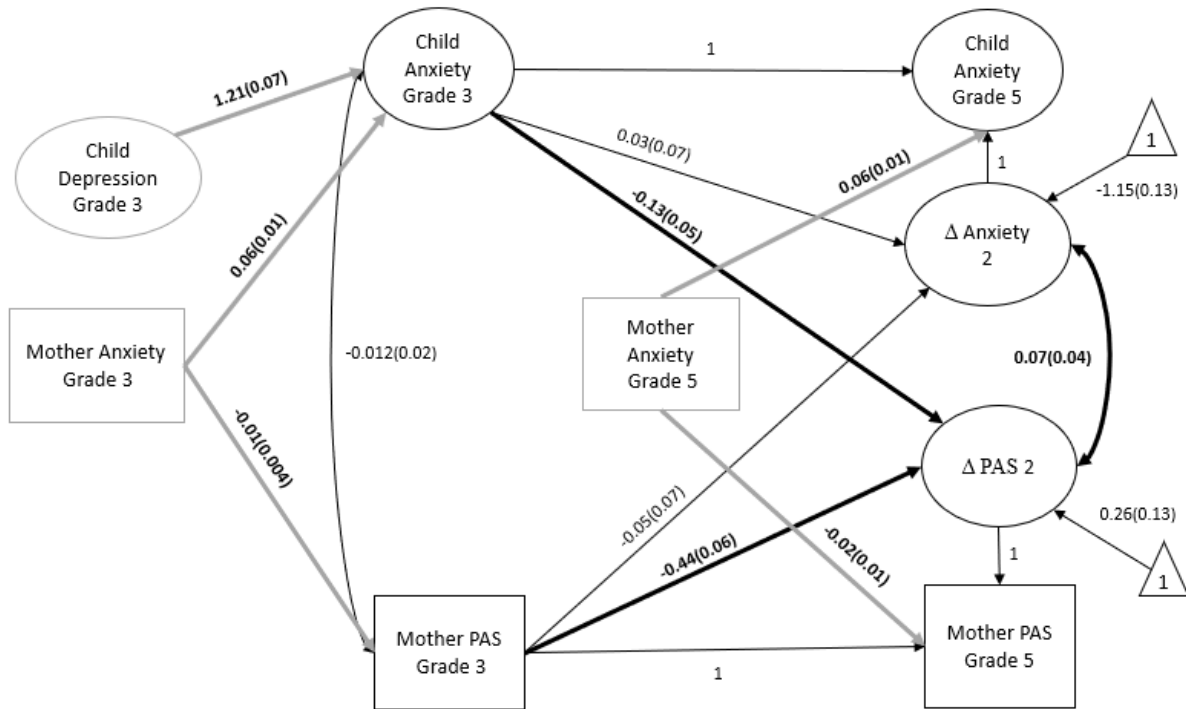 Child
Anxiety
Grade 3
1
Child
Anxiety
Grade 5
1.21(0.07)
Child
Depression
Grade 3
0.03(0.07)
0.06(0.01)
1
1
-1.15(0.13)
-0.13(0.05)
0.06(0.01)
Δ Anxiety
2
Mother Anxiety
Grade 3
-0.012(0.02)
Mother
Anxiety
Grade 5
0.07(0.04)
-0.01(0.004)
-0.05(0.07)
Δ PAS 2
-0.44(0.06)
-0.02(0.01)
0.26(0.13)
1
1
Mother PAS
Grade 3
1
Mother PAS
Grade 5